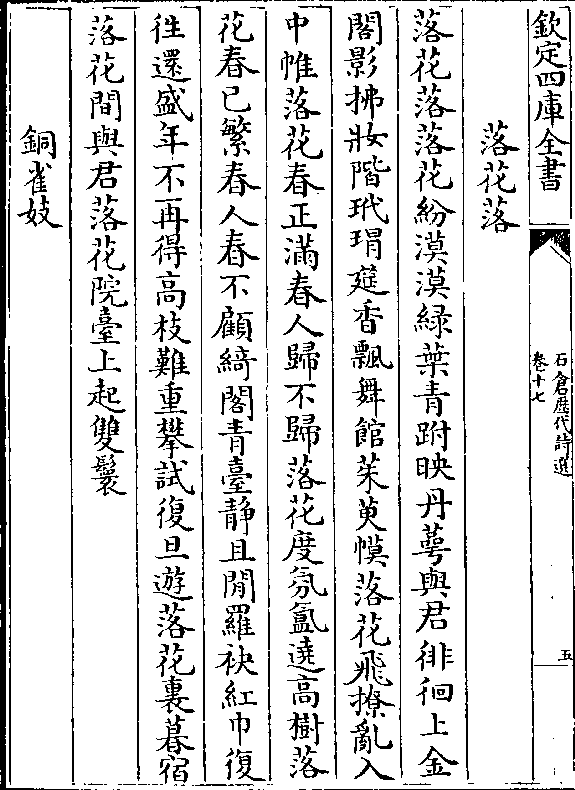 欽定四庫全書
石倉歷代詩選
卷十七
五
落花落
落花落落花紛漠漠緑葉青跗映丹萼與君徘徊上金
閣影拂妝階玳瑁筵香飄舞館茱萸幙落花飛撩亂入
中帷落花春正滿春人歸不歸落花度氛氳遶高樹落
花春已繁春人春不顧綺閣青臺静且閒羅袂紅巾復
徃還盛年不再得高枝難重攀試復旦遊落花裏暮宿
落花間與君落花院臺上起雙鬟
銅雀妓